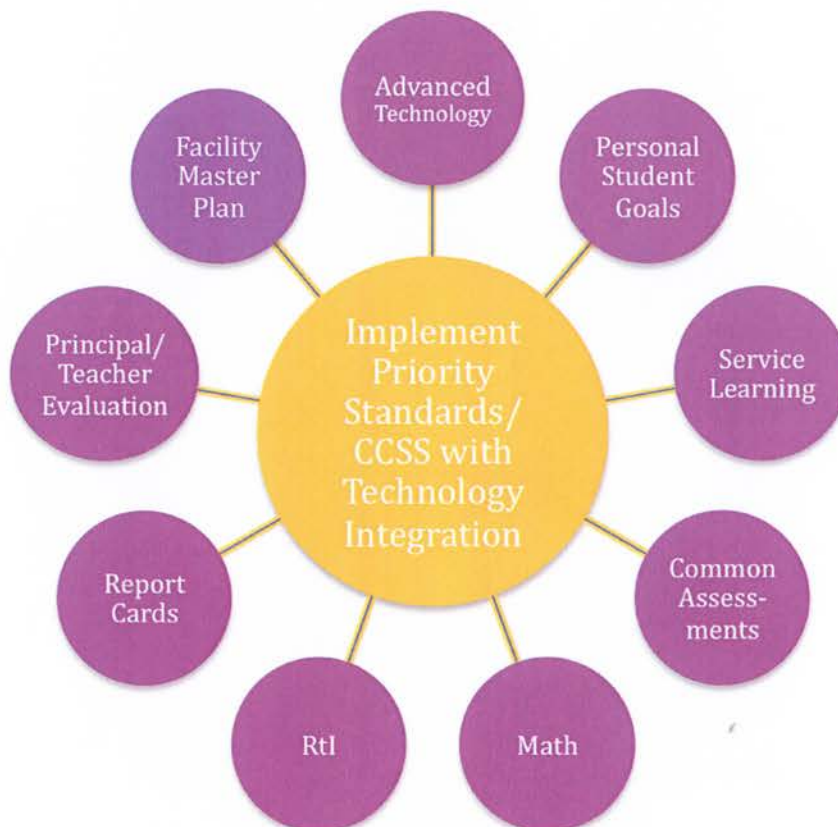 Advanced
Technology
Personal
Student
Goals
Service
Learning
Common
Assess-
ments
Math
RtI
Report
Cards
Principal/
Teacher
Evaluation
Facility
Master
Plan
Implement
Priority
Standards/
CCSS with
Technology
Integration